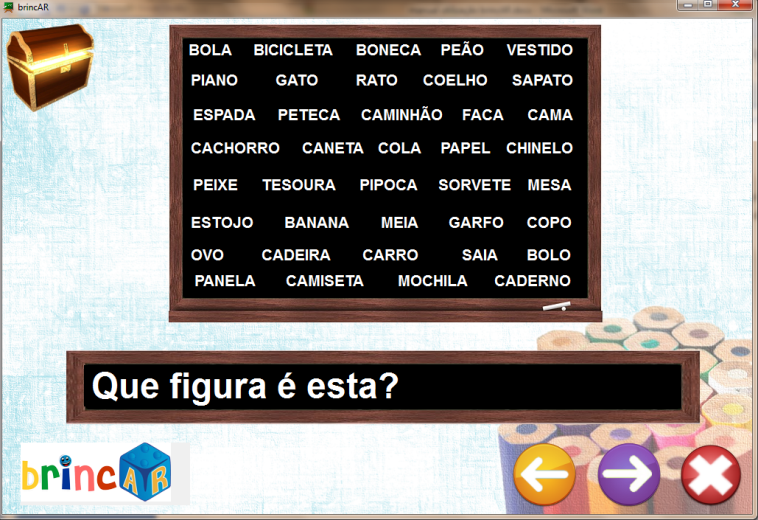 brincAR
BOLA BICICLETA BONECA PEÃO VESTIDO
PIANO GATO RATO COELHO SAPATO
ESPADA PETECA CAMINHÃO FACA CAMA
CACHORRO CANETA COLA PAPEL CHINELO
PEIXE TESOURA PIPOCA SORVETE MESA
ESTOJO BANANA MEIA GARFO COPO
OVO CADEIRA CARRO SAIA BOLO
PANELA CAMISETA MOCHILA CADERNO
Que figura é esta?
brincAR